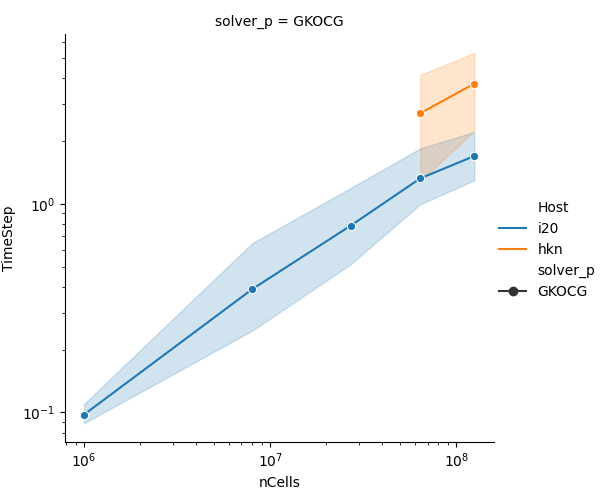 solver_p = GKOCG
TimeStep
10⁰
10⁻¹
10⁶
10⁷
10⁸
nCells
Host
i20
hkn
solver_p
GKOCG